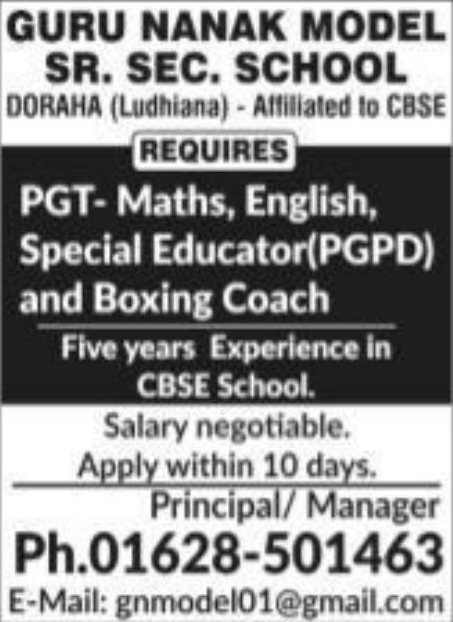 GURU NANAK MODEL
SR. SEC. SCHOOL
DORAHA (Ludhiana) - Affiliated to CBSE
REQUIRES
PGT- Maths, English,
Special Educator(PGPD)
and Boxing Coach
Five years Experience in
CBSE School.
Salary negotiable.
Apply within 10 days.
Principal/ Manager
Ph.01628-501463
E-Mail: gnmodel01@gmail.com